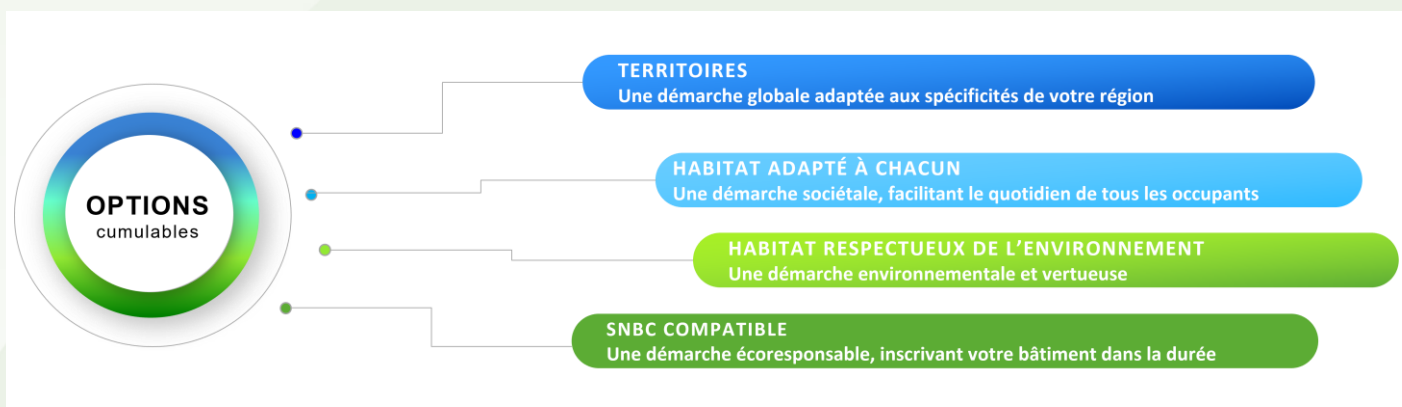 OPTIONS
cumulables
TERRITOIRES
Une démarche globale adaptée aux spécificités de votre région
HABITAT ADAPTÉ À CHACUN
Une démarche sociétale, facilitant le quotidien de tous les occupants
HABITAT RESPECTUEUX DE L’ENVIRONNEMENT
Une démarche environnementale et vertueuse
SNBC COMPATIBLE
Une démarche écoresponsable, inscrivant votre bâtiment dans la durée